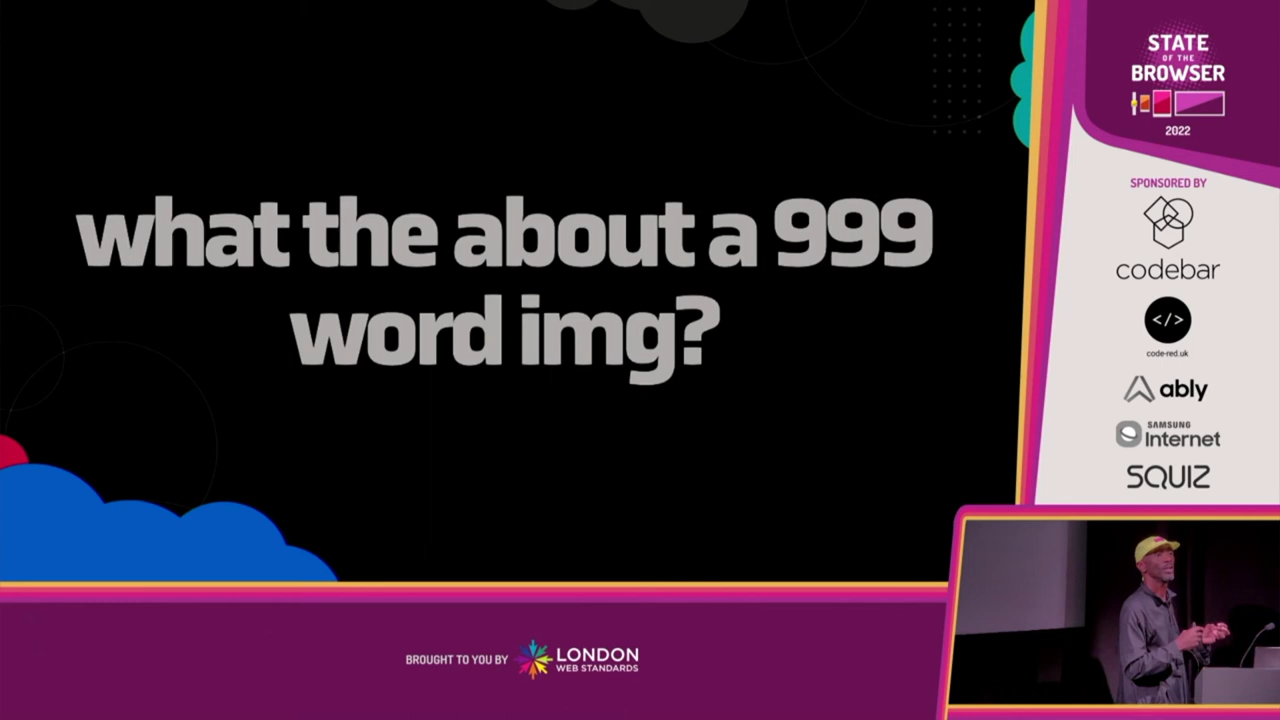 what the about a 999
word img?
STATE
OF THE
BROWSER
2022
SPONSORED BY
codebar
</>
code-red.uk
ably
SAMSUNG
Internet
SQUIZ
BROUGHT TO YOU BY
LONDON
WEB STANDARDS